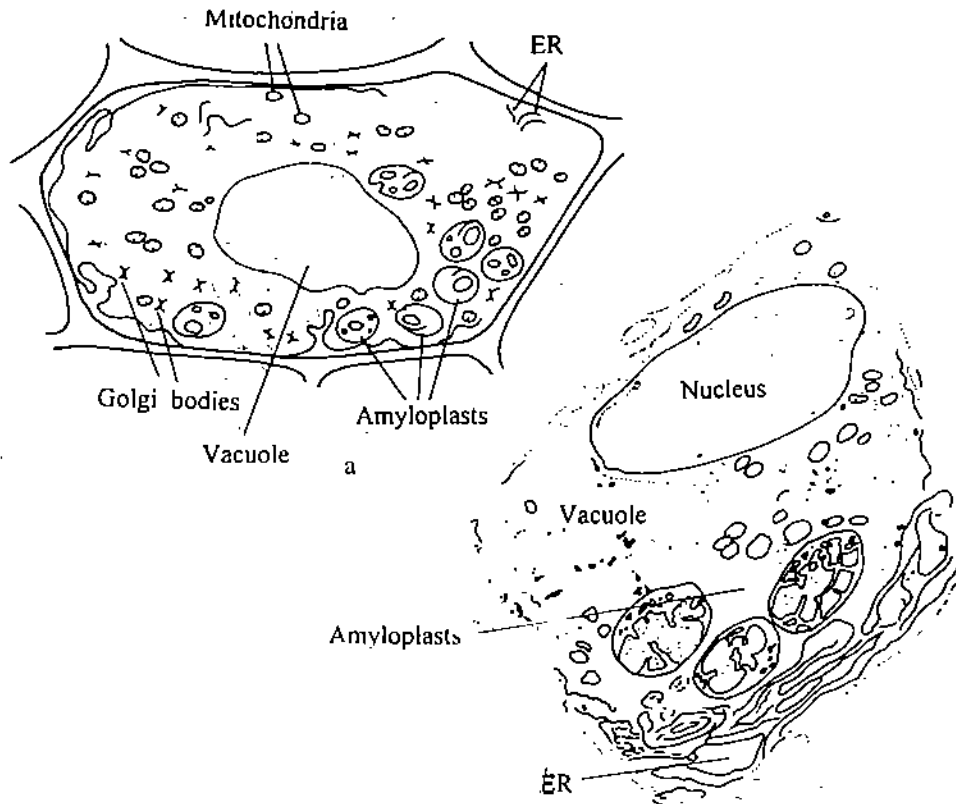 Mitochondria
ER
Golgi bodies
Amyloplasts
Vacuole
a
Nucleus
Vacuole
Amyloplasts
ER